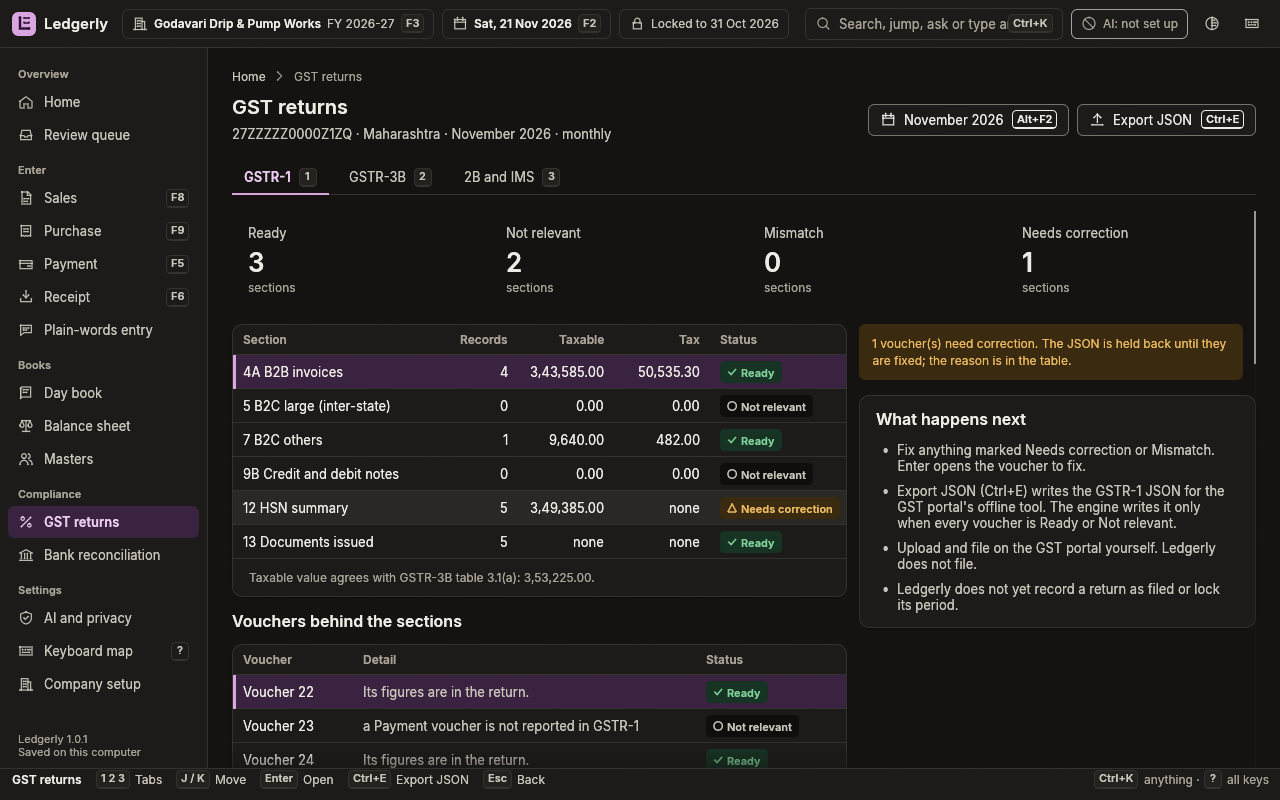 Ledgerly
Godavari Drip & Pump Works FY 2026-27 F3
Sat, 21 Nov 2026 F2
Locked to 31 Oct 2026
Search, jump, ask or type a Ctrl+K
AI: not set up
Overview
Home
Review queue
Enter
Sales F8
Purchase F9
Payment F5
Receipt F6
Plain-words entry
Books
Day book
Balance sheet
Masters
Compliance
GST returns
Bank reconciliation
Settings
AI and privacy
Keyboard map ?
Company setup
Ledgerly 1.0.1
Saved on this computer
Home > GST returns
GST returns
27ZZZZZ0000Z1ZQ · Maharashtra · November 2026 · monthly
November 2026 Alt+F2
Export JSON Ctrl+E
GSTR-1 1 GSTR-3B 2 2B and IMS 3
Ready Not relevant Mismatch Needs correction
3 2 0 1
sections sections sections sections
Section Records Taxable Tax Status
4A B2B invoices 4 3,43,585.00 50,535.30 Ready
5 B2C large (inter-state) 0 0.00 0.00 Not relevant
7 B2C others 1 9,640.00 482.00 Ready
9B Credit and debit notes 0 0.00 0.00 Not relevant
12 HSN summary 5 3,49,385.00 none Needs correction
13 Documents issued 5 none none Ready
Taxable value agrees with GSTR-3B table 3.1(a): 3,53,225.00.
1 voucher(s) need correction. The JSON is held back until they
are fixed; the reason is in the table.
What happens next
• Fix anything marked Needs correction or Mismatch.
Enter opens the voucher to fix.
• Export JSON (Ctrl+E) writes the GSTR-1 JSON for the
GST portal's offline tool. The engine writes it only
when every voucher is Ready or Not relevant.
• Upload and file on the GST portal yourself. Ledgerly
does not file.
• Ledgerly does not yet record a return as filed or lock
its period.
Vouchers behind the sections
Voucher Detail Status
Voucher 22 Its figures are in the return. Ready
Voucher 23 a Payment voucher is not reported in GSTR-1 Not relevant
Voucher 24 Its figures are in the return. Ready
GST returns 1 2 3 Tabs J / K Move Enter Open Ctrl+E Export JSON Esc Back
Ctrl+K anything · ? all keys